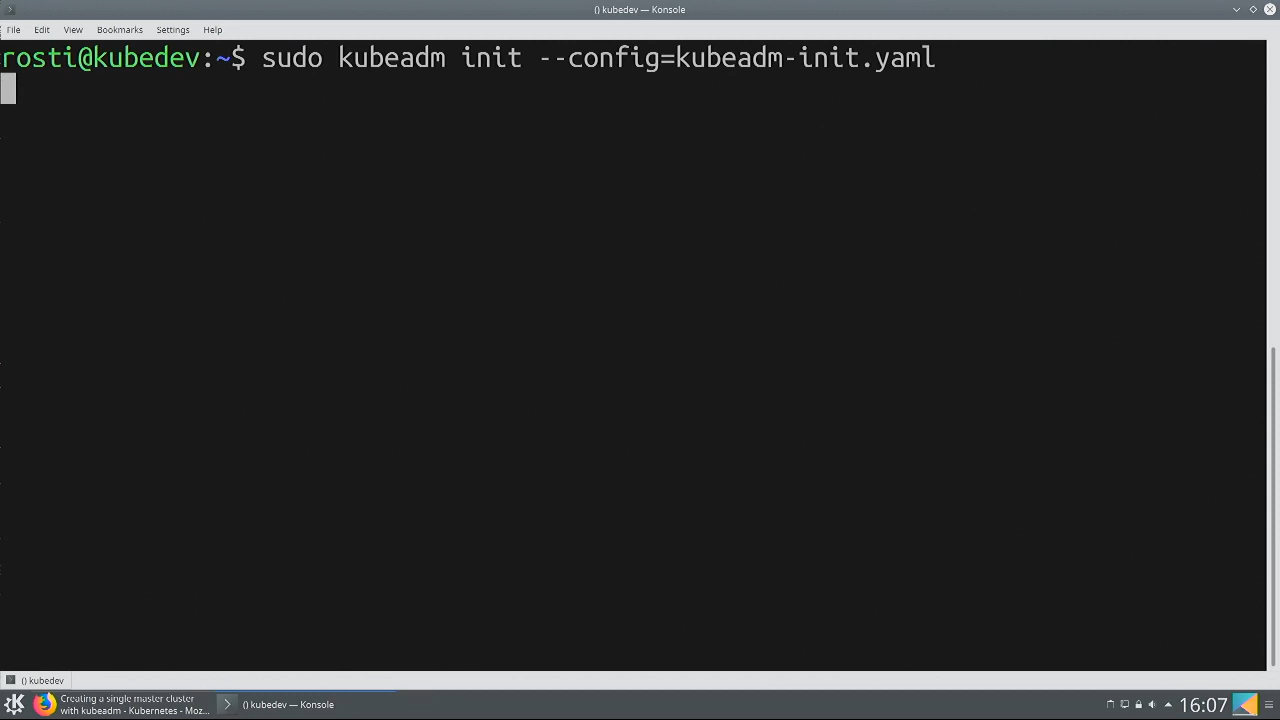 () kubedev — Konsole
File Edit View Bookmarks Settings Help
rosti@kubedev:~$ sudo kubeadm init --config=kubeadm-init.yaml
() kubedev
Creating a single master cluster
with kubeadm - Kubernetes - Moz...
() kubedev — Konsole
16:07